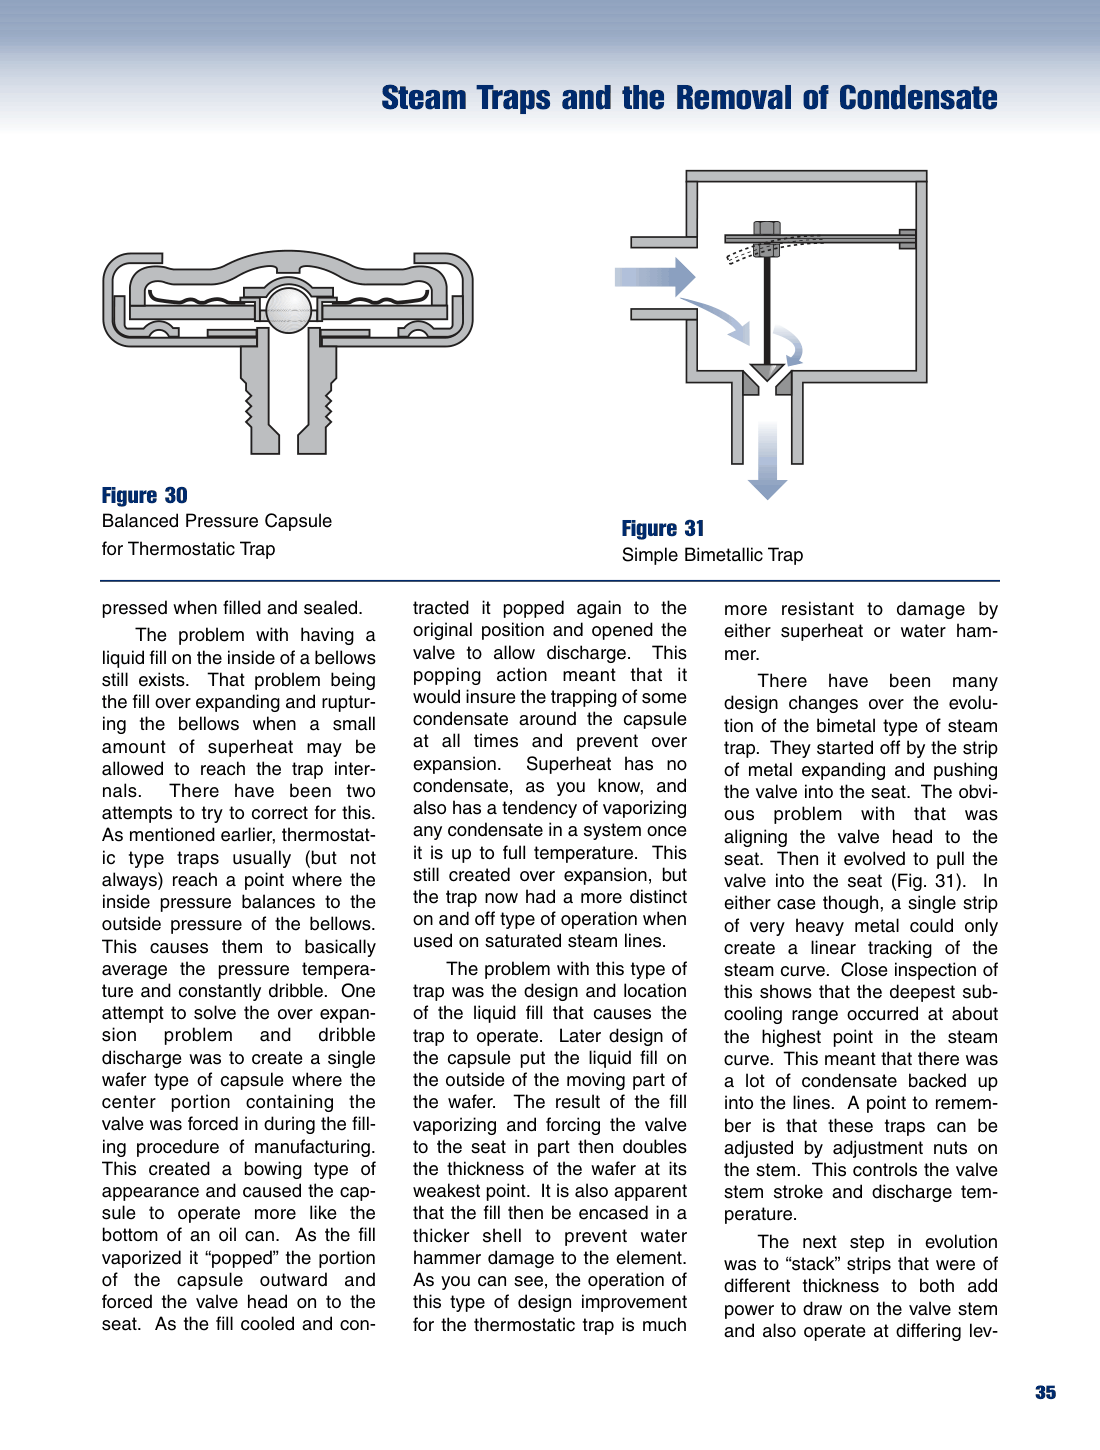 Steam Traps and the Removal of Condensate
Figure 30
Balanced Pressure Capsule
for Thermostatic Trap
Figure 31
Simple Bimetallic Trap
pressed when filled and sealed.
The problem with having a
liquid fill on the inside of a bellows
still exists. That problem being
the fill over expanding and ruptur-
ing the bellows when a small
amount of superheat may be
allowed to reach the trap inter-
nals. There have been two
attempts to try to correct for this.
As mentioned earlier, thermostat-
ic type traps usually (but not
always) reach a point where the
inside pressure balances to the
outside pressure of the bellows.
This causes them to basically
average the pressure tempera-
ture and constantly dribble. One
attempt to solve the over expan-
sion problem and dribble
discharge was to create a single
wafer type of capsule where the
center portion containing the
valve was forced in during the fill-
ing procedure of manufacturing.
This created a bowing type of
appearance and caused the cap-
sule to operate more like the
bottom of an oil can. As the fill
vaporized it “popped” the portion
of the capsule outward and
forced the valve head on to the
seat. As the fill cooled and con-
tracted it popped again to the
original position and opened the
valve to allow discharge. This
popping action meant that it
would insure the trapping of some
condensate around the capsule
at all times and prevent over
expansion. Superheat has no
condensate, as you know, and
also has a tendency of vaporizing
any condensate in a system once
it is up to full temperature. This
still created over expansion, but
the trap now had a more distinct
on and off type of operation when
used on saturated steam lines.
The problem with this type of
trap was the design and location
of the liquid fill that causes the
trap to operate. Later design of
the capsule put the liquid fill on
the outside of the moving part of
the wafer. The result of the fill
vaporizing and forcing the valve
to the seat in part then doubles
the thickness of the wafer at its
weakest point. It is also apparent
that the fill then be encased in a
thicker shell to prevent water
hammer damage to the element.
As you can see, the operation of
this type of design improvement
for the thermostatic trap is much
more resistant to damage by
either superheat or water ham-
mer.
There have been many
design changes over the evolu-
tion of the bimetal type of steam
trap. They started off by the strip
of metal expanding and pushing
the valve into the seat. The obvi-
ous problem with that was
aligning the valve head to the
seat. Then it evolved to pull the
valve into the seat (Fig. 31). In
either case though, a single strip
of very heavy metal could only
create a linear tracking of the
steam curve. Close inspection of
this shows that the deepest sub-
cooling range occurred at about
the highest point in the steam
curve. This meant that there was
a lot of condensate backed up
into the lines. A point to remem-
ber is that these traps can be
adjusted by adjustment nuts on
the stem. This controls the valve
stem stroke and discharge tem-
perature.
The next step in evolution
was to “stack” strips that were of
different thickness to both add
power to draw on the valve stem
and also operate at differing lev-
35